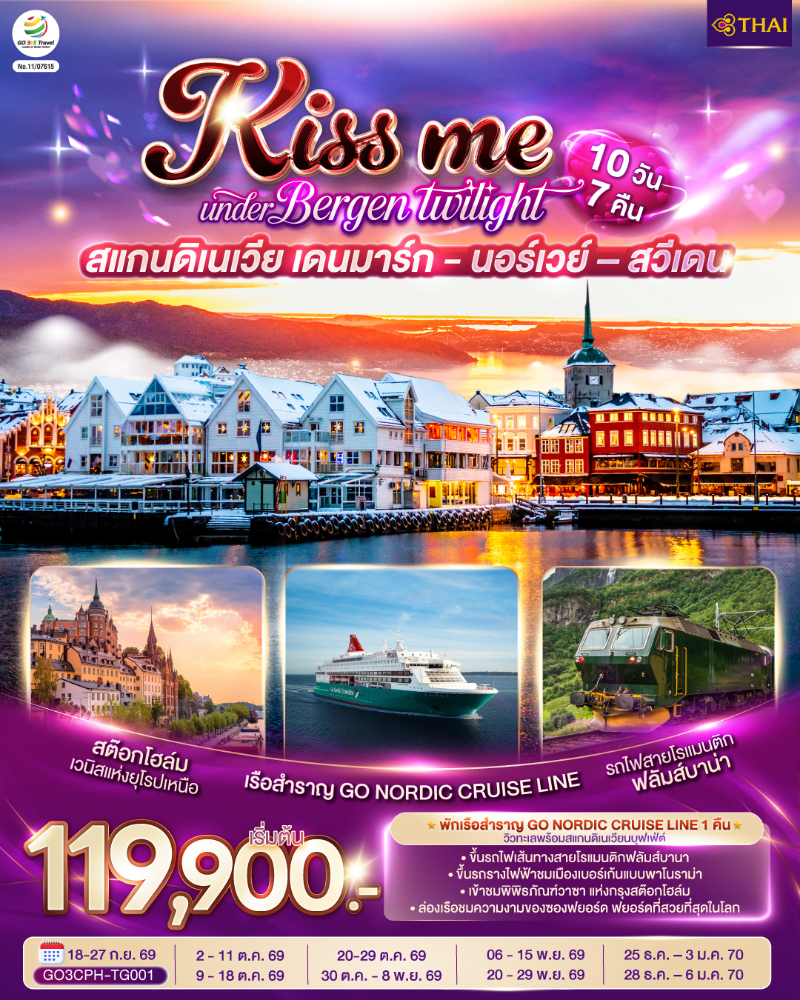 GO 365 Travel
Leaders in Global Tourism
No.11/07615
THAI
Kiss me
under Bergen twilight
10 วัน
7 คืน
สแกนดิเนเวีย เดนมาร์ก - นอร์เวย์ – สวีเดน
Nordic Cruiseline
สต๊อกโฮล์ม
เวนิสแห่งยุโรปเหนือ
เรือสำราญ GO NORDIC CRUISE LINE
รถไฟสายโรแมนติก
ฟลัมส์บาน่า
เริ่มต้น
119,900.-
พักเรือสำราญ GO NORDIC CRUISE LINE 1 คืน
วิวทะเลพร้อมสแกนดิเนเวียนบุฟเฟ่ต์
• ขึ้นรถไฟเส้นทางสายโรแมนติกฟลัมส์บานา
• ขึ้นรถรางไฟฟ้าชมเมืองเบอร์เก้นแบบพาโนราม่า
• เข้าชมพิพิธภัณฑ์วาซา แห่งกรุงสต๊อกโฮล์ม
• ล่องเรือชมความงามของซองฟยอร์ด ฟยอร์ดที่สวยที่สุดในโลก
18-27 ก.ย. 69
GO3CPH-TG001
2 - 11 ต.ค. 69
9 - 18 ต.ค. 69
20-29 ต.ค. 69
30 ต.ค. - 8 พ.ย. 69
06 - 15 พ.ย. 69
20 - 29 พ.ย. 69
25 ธ.ค. – 3 ม.ค. 70
28 ธ.ค. – 6 ม.ค. 70